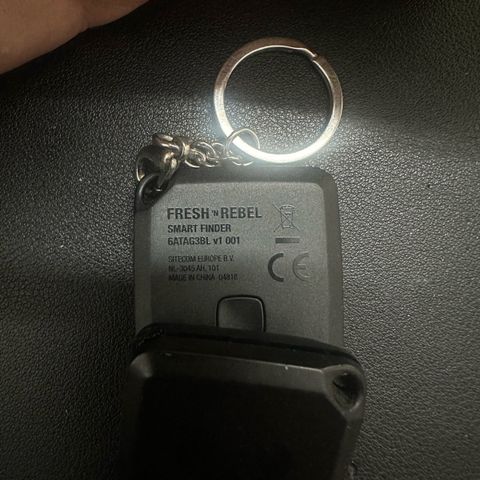 FRESH 'N REBEL
SMART FINDER
6ATAG3BL v1 001
SITECOM EUROPE B.V.
NL-3045 AH, 101
MADE IN CHINA 04818
CE